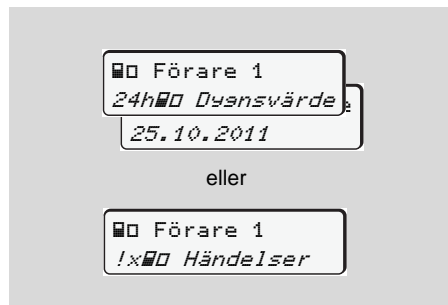 Förare 1
24h Dygnsvärde
25.10.2011
eller
Förare 1
!x Händelser